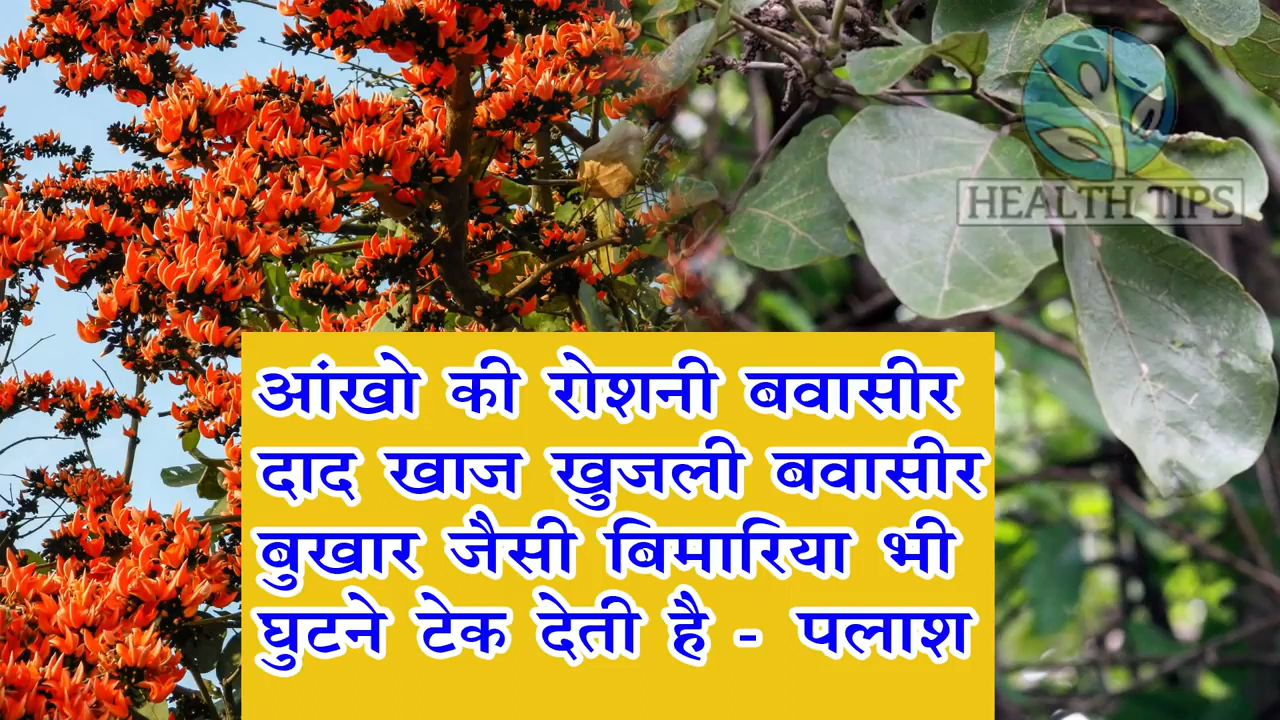 HEALTH TIPS
आंखो की रोशनी बवासीर
दाद खाज खुजली बवासीर
बुखार जैसी बिमारिया भी
घुटने टेक देती है - पलाश